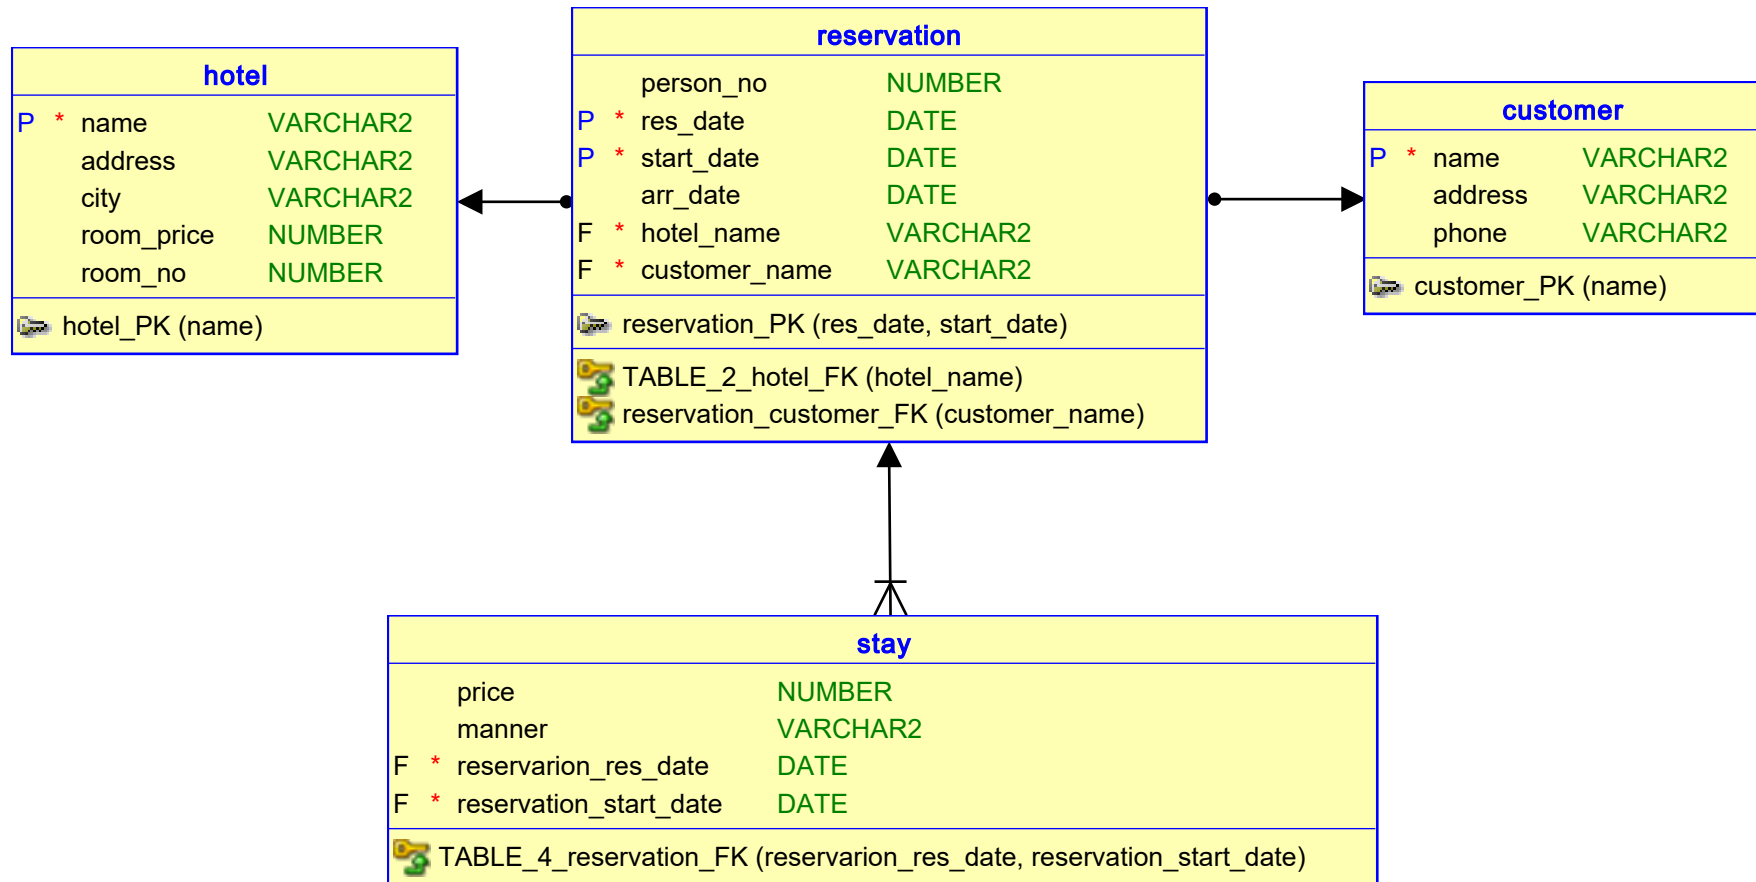 hotel
P * name VARCHAR2
address VARCHAR2
city VARCHAR2
room_price NUMBER
room_no NUMBER
hotel_PK (name)
reservation
person_no NUMBER
P * res_date DATE
P * start_date DATE
arr_date DATE
F * hotel_name VARCHAR2
F * customer_name VARCHAR2
reservation_PK (res_date, start_date)
TABLE_2_hotel_FK (hotel_name)
reservation_customer_FK (customer_name)
customer
P * name VARCHAR2
address VARCHAR2
phone VARCHAR2
customer_PK (name)
stay
price NUMBER
manner VARCHAR2
F * reservarion_res_date DATE
F * reservation_start_date DATE
TABLE_4_reservation_FK (reservarion_res_date, reservation_start_date)